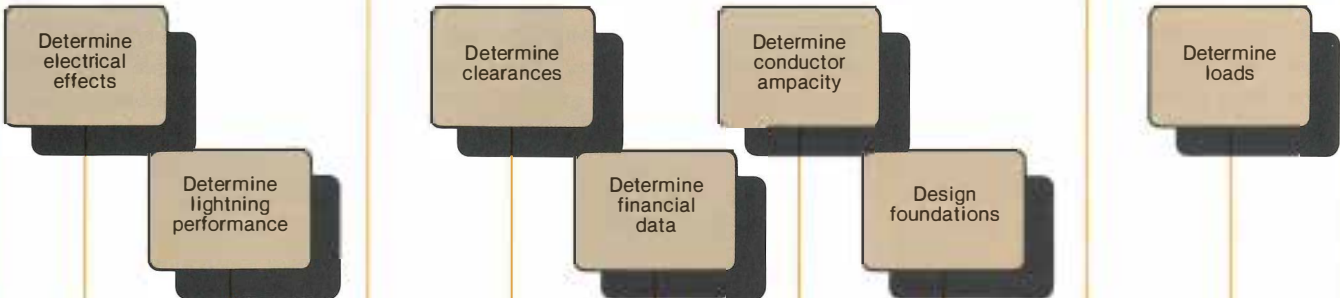 Determine
electrical
effects
Determine
lightning
performance
Determine
clearances
Determine
financial
data
Determine
conductor
ampacity
Design
foundations
Determine
loads